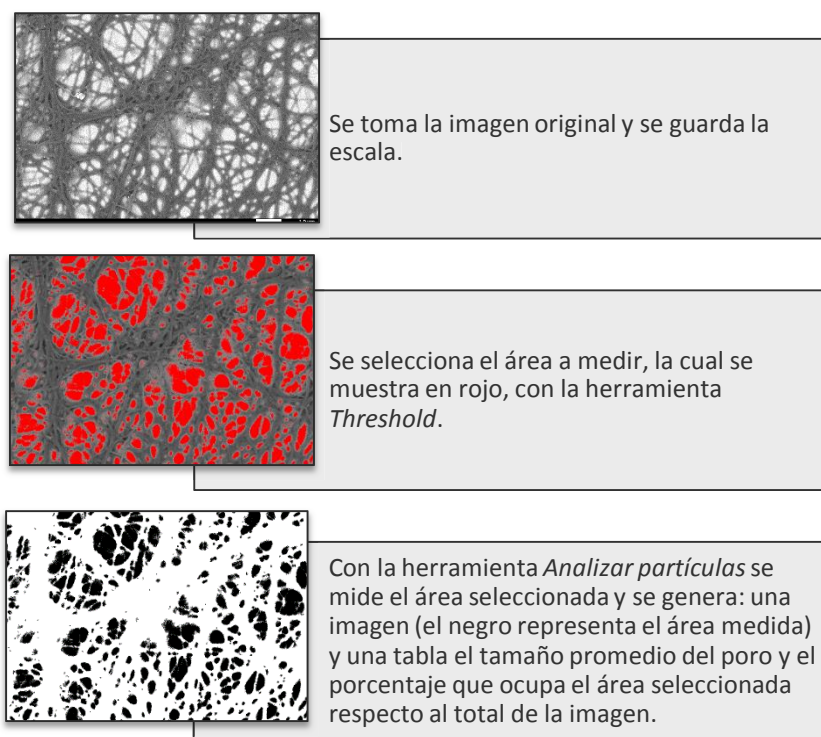 Se toma la imagen original y se guarda la
escala.
Se selecciona el área a medir, la cual se
muestra en rojo, con la herramienta
Threshold.
Con la herramienta Analizar partículas se
mide el área seleccionada y se genera: una
imagen (el negro representa el área medida)
y una tabla el tamaño promedio del poro y el
porcentaje que ocupa el área seleccionada
respecto al total de la imagen.